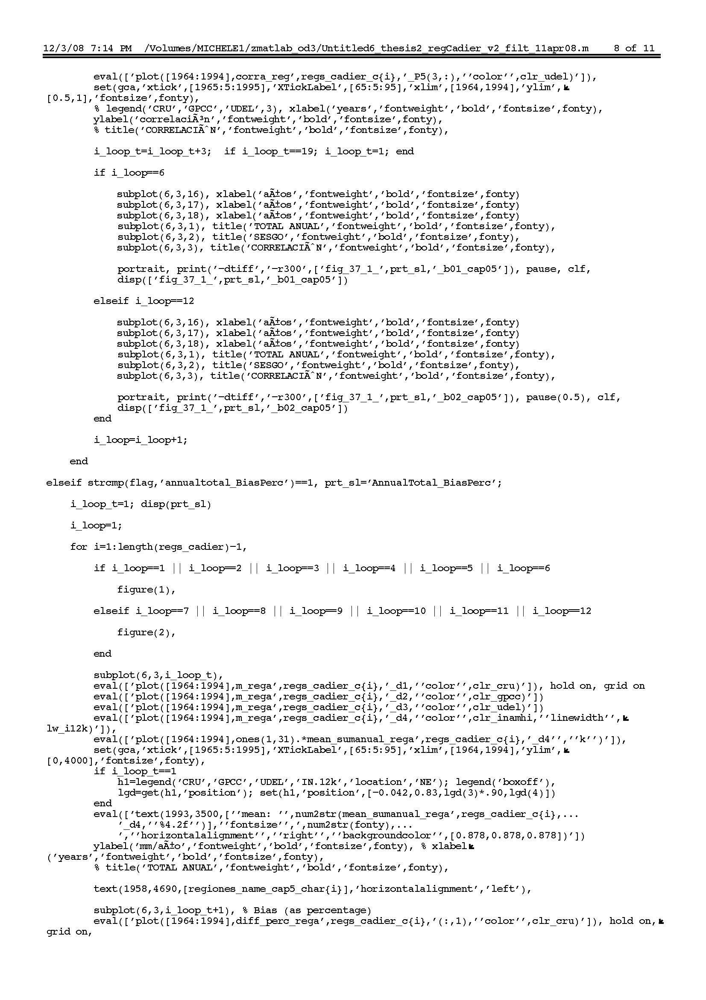 12/3/08 7:14 PM  /Volumes/MICHELE1/zmatlab_od3/Untitled6_thesis2_regCadier_v2_filt_11apr08.m    8 of 11
        eval(['plot([1964:1994],corra_reg',regs_cadier_c{i},'_P5(3,:),''color'',clr_udel)']),
        set(gca,'xtick',[1965:5:1995],'XTickLabel',[65:5:95],'xlim',[1964,1994],'ylim',
[0.5,1],'fontsize',fonty),
        % legend('CRU','GPCC','UDEL',3), xlabel('years','fontweight','bold','fontsize',fonty),
        ylabel('correlaciÃ³n','fontweight','bold','fontsize',fonty),
        % title('CORRELACIÃˆN','fontweight','bold','fontsize',fonty),
        i_loop_t=i_loop_t+3;  if i_loop_t==19; i_loop_t=1; end
        if i_loop==6
            subplot(6,3,16), xlabel('aÃ±os','fontweight','bold','fontsize',fonty)
            subplot(6,3,17), xlabel('aÃ±os','fontweight','bold','fontsize',fonty)
            subplot(6,3,18), xlabel('aÃ±os','fontweight','bold','fontsize',fonty)
            subplot(6,3,1), title('TOTAL ANUAL','fontweight','bold','fontsize',fonty),
            subplot(6,3,2), title('SESGO','fontweight','bold','fontsize',fonty),
            subplot(6,3,3), title('CORRELACIÃˆN','fontweight','bold','fontsize',fonty),
            portrait, print('-dtiff','-r300',['fig_37_1_',prt_sl,'_b01_cap05']), pause, clf,
            disp(['fig_37_1_',prt_sl,'_b01_cap05'])
        elseif i_loop==12
            subplot(6,3,16), xlabel('aÃ±os','fontweight','bold','fontsize',fonty)
            subplot(6,3,17), xlabel('aÃ±os','fontweight','bold','fontsize',fonty)
            subplot(6,3,18), xlabel('aÃ±os','fontweight','bold','fontsize',fonty)
            subplot(6,3,1), title('TOTAL ANUAL','fontweight','bold','fontsize',fonty),
            subplot(6,3,2), title('SESGO','fontweight','bold','fontsize',fonty),
            subplot(6,3,3), title('CORRELACIÃˆN','fontweight','bold','fontsize',fonty),
            portrait, print('-dtiff','-r300',['fig_37_1_',prt_sl,'_b02_cap05']), pause(0.5), clf,
            disp(['fig_37_1_',prt_sl,'_b02_cap05'])
        end
        i_loop=i_loop+1;
    end
elseif strcmp(flag,'annualtotal_BiasPerc')==1, prt_sl='AnnualTotal_BiasPerc';
    i_loop_t=1; disp(prt_sl)
    i_loop=1;
    for i=1:length(regs_cadier)-1,
        if i_loop==1 || i_loop==2 || i_loop==3 || i_loop==4 || i_loop==5 || i_loop==6
            figure(1),
        elseif i_loop==7 || i_loop==8 || i_loop==9 || i_loop==10 || i_loop==11 || i_loop==12
            figure(2),
        end
        subplot(6,3,i_loop_t),
        eval(['plot([1964:1994],m_rega',regs_cadier_c{i},'_d1,''color'',clr_cru)']), hold on, grid on
        eval(['plot([1964:1994],m_rega',regs_cadier_c{i},'_d2,''color'',clr_gpcc)'])
        eval(['plot([1964:1994],m_rega',regs_cadier_c{i},'_d3,''color'',clr_udel)'])
        eval(['plot([1964:1994],m_rega',regs_cadier_c{i},'_d4,''color'',clr_inamhi,''linewidth'',
lw_i12k)']),
        eval(['plot([1964:1994],ones(1,31).*mean_sumanual_rega',regs_cadier_c{i},'_d4'',''k'')']),
        set(gca,'xtick',[1965:5:1995],'XTickLabel',[65:5:95],'xlim',[1964,1994],'ylim',
[0,4000],'fontsize',fonty),
        if i_loop_t==1
            h1=legend('CRU','GPCC','UDEL','IN.12k','location','NE'); legend('boxoff'),
            lgd=get(h1,'position'); set(h1,'position',[-0.042,0.83,lgd(3)*.90,lgd(4)])
        end
        eval(['text(1993,3500,[''mean: '',num2str(mean_sumanual_rega',regs_cadier_c{i},...
            '_d4,''%4.2f'')],''fontsize'',',num2str(fonty),...
            ',''horizontalalignment'',''right'',''backgroundcolor'',[0.878,0.878,0.878])'])
        ylabel('mm/aÃ±o','fontweight','bold','fontsize',fonty), % xlabel
('years','fontweight','bold','fontsize',fonty),
        % title('TOTAL ANUAL','fontweight','bold','fontsize',fonty),
        text(1958,4690,[regiones_name_cap5_char{i}],'horizontalalignment','left'),
        subplot(6,3,i_loop_t+1), % Bias (as percentage)
        eval(['plot([1964:1994],diff_perc_rega',regs_cadier_c{i},'(:,1),''color'',clr_cru)']), hold on,
grid on,